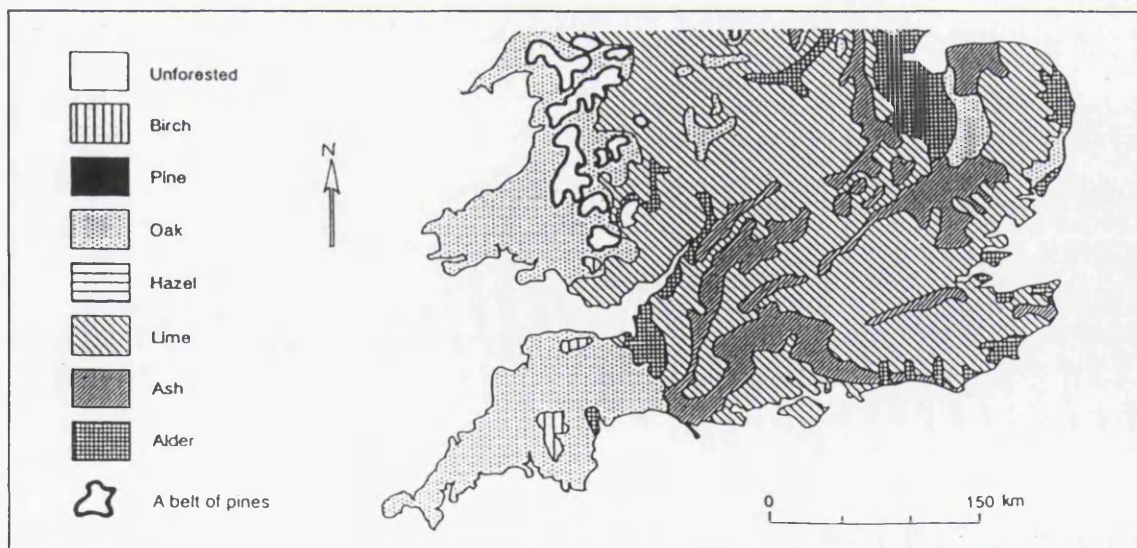 Unforested
Birch
Pine
Oak
Hazel
Lime
Ash
Alder
A belt of pines
N
0 150 km